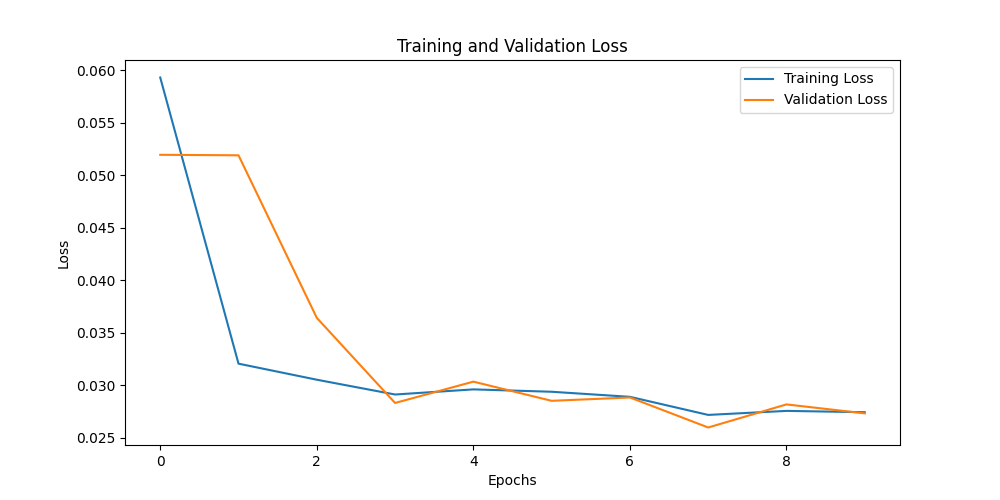 Training and Validation Loss
Training Loss
Validation Loss
0.060
0.055
0.050
0.045
0.040
0.035
0.030
0.025
Loss
0 2 4 6 8
Epochs